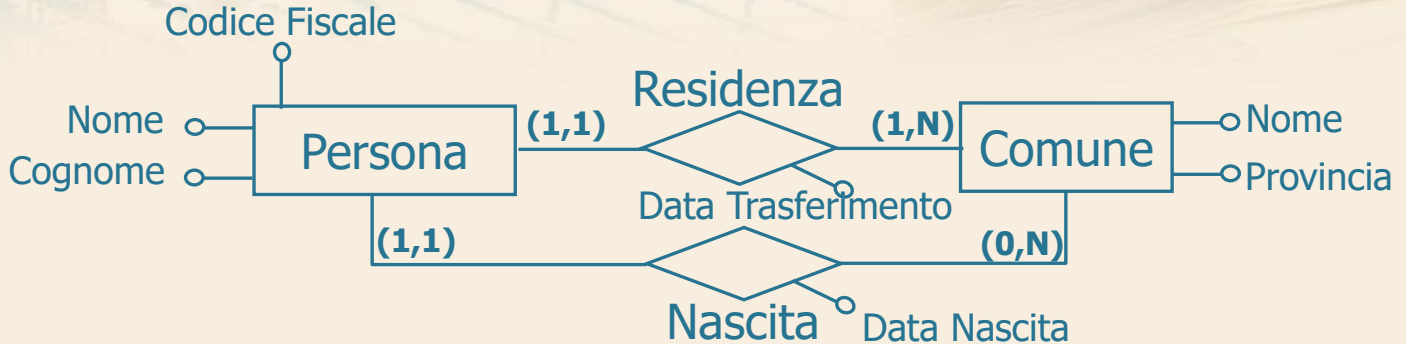 Codice Fiscale
Nome
Cognome
Persona
(1,1)
Residenza
(1,N)
Comune
Nome
Provincia
Data Trasferimento
(1,1)
(0,N)
Nascita
Data Nascita